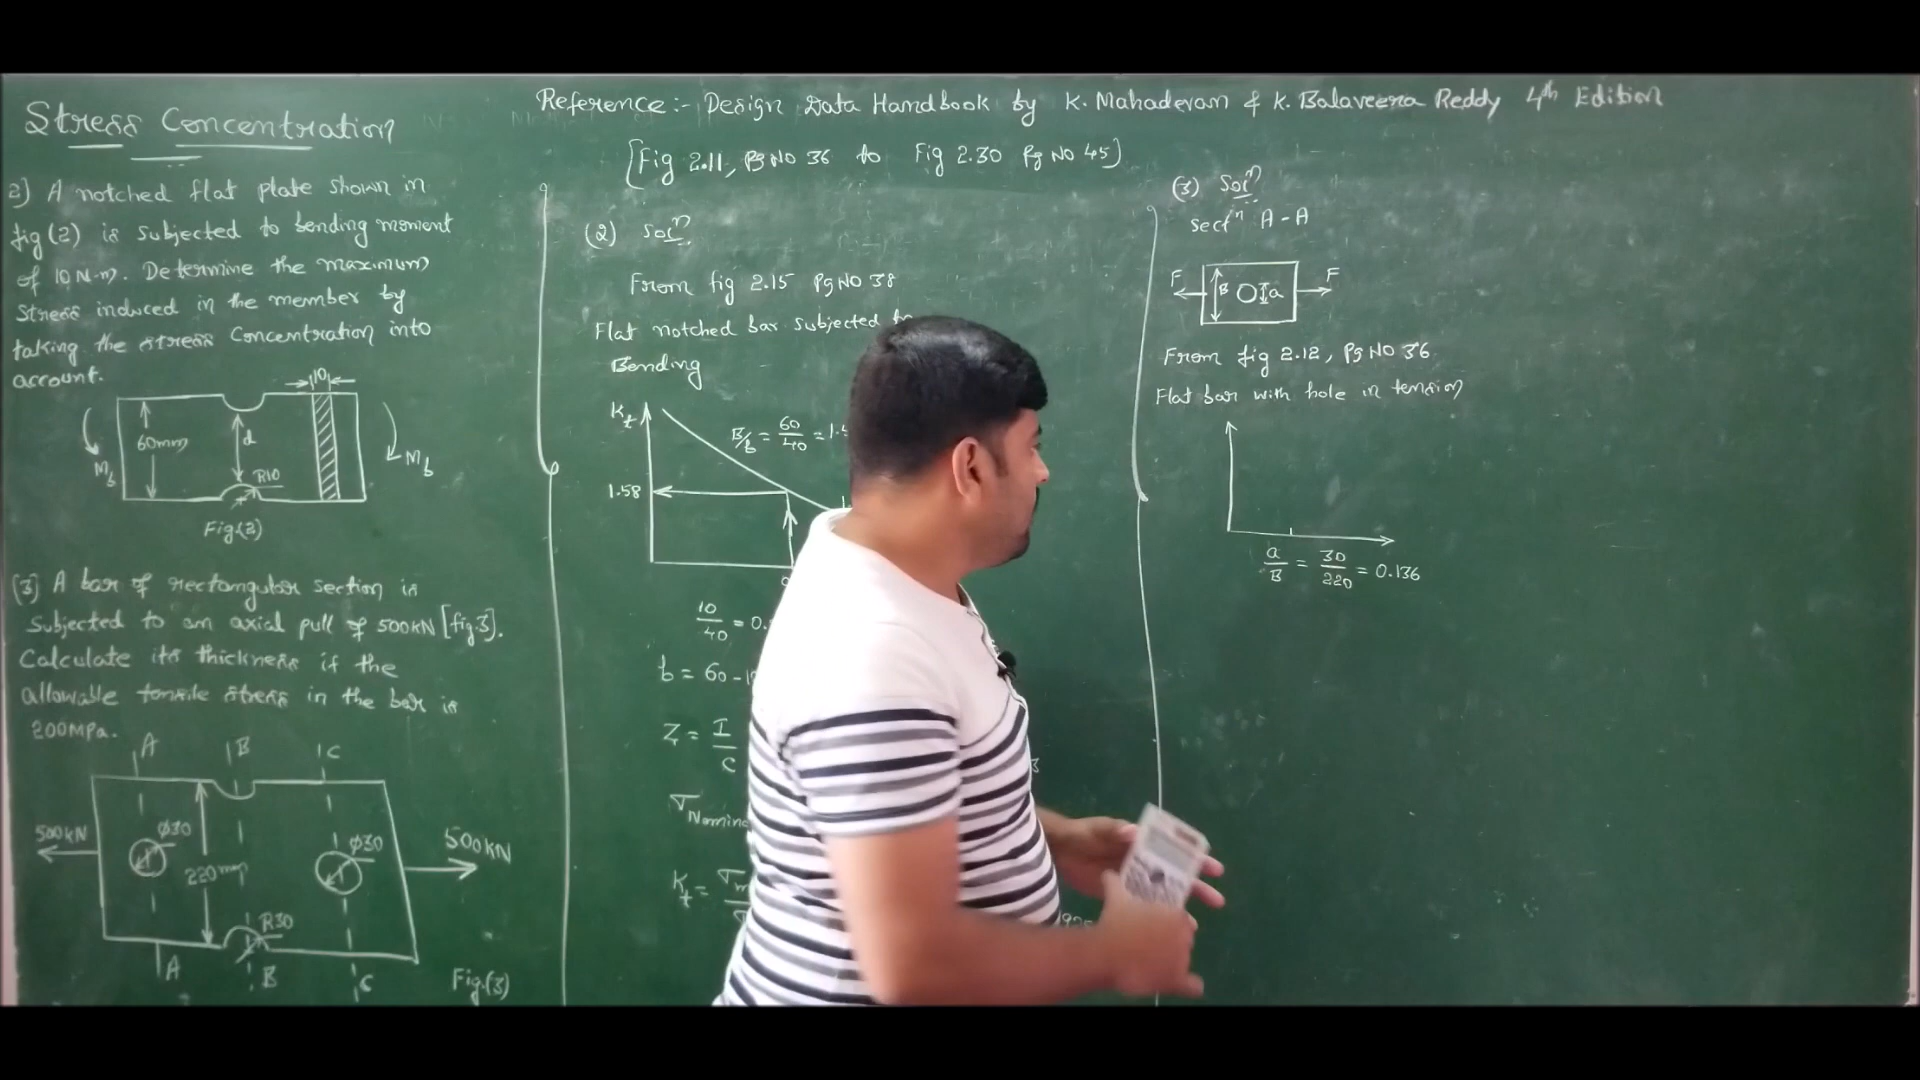 Stress Concentration
Reference:- Design Data Handbook by K. Mahadevan & K. Balaveera Reddy 4th Edition
[Fig 2.11, Pg NO 36 to Fig 2.30 Pg NO 45]
2) A notched flat plate shown in
fig (2) is subjected to bending moment
of 10 N-m. Determine the maximum
stress induced in the member by
taking the stress concentration into
account.
10
60mm
d
R10
Mb
Mb
Fig.(2)
(3) A bar of rectangular section is
subjected to an axial pull of 500KN [fig.3].
Calculate its thickness if the
allowable tensile stress in the bar is
200MPa.
A
B
C
500KN
Ø30
220mm
Ø30
500KN
R30
A
B
C
Fig.(3)
(2) Solⁿ
From fig 2.15 Pg NO 38
Flat notched bar subjected to
Bending
Kt
B/b = 60/40 = 1.
1.58
10/40 = 0.
b = 60 - 
Z = I/C
σNomin
Kt = σm
(3) Solⁿ
Sectⁿ A-A
F
B
a
F
From fig 2.12, Pg NO 36
Flat bar with hole in tension
a/B = 30/220 = 0.136